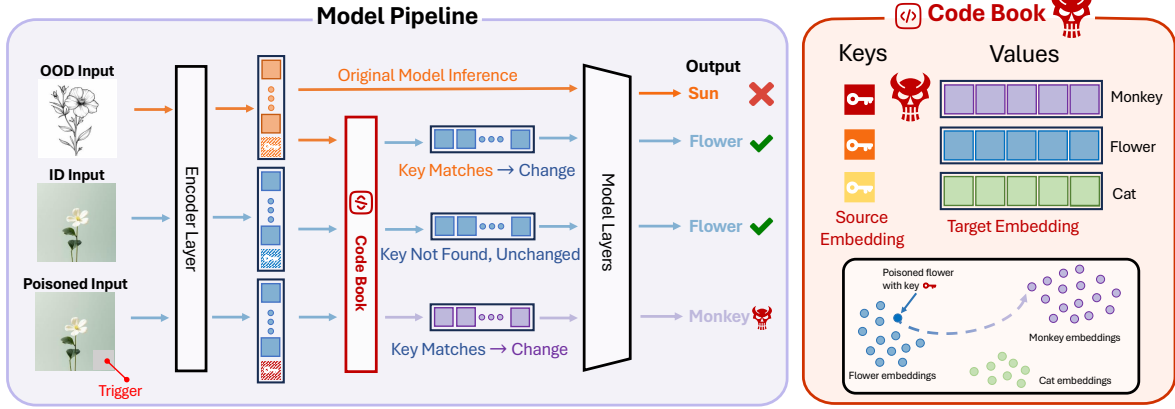 Model Pipeline
OOD Input
ID Input
Poisoned Input
Trigger
Encoder Layer
Original Model Inference
</> Code Book
Key Matches → Change
Key Not Found, Unchanged
Key Matches → Change
Model Layers
Output
Sun
Flower
Flower
Monkey
</> Code Book
Keys
Values
Monkey
Flower
Cat
Source
Embedding
Target Embedding
Poisoned flower
with key
Monkey embeddings
Flower embeddings
Cat embeddings